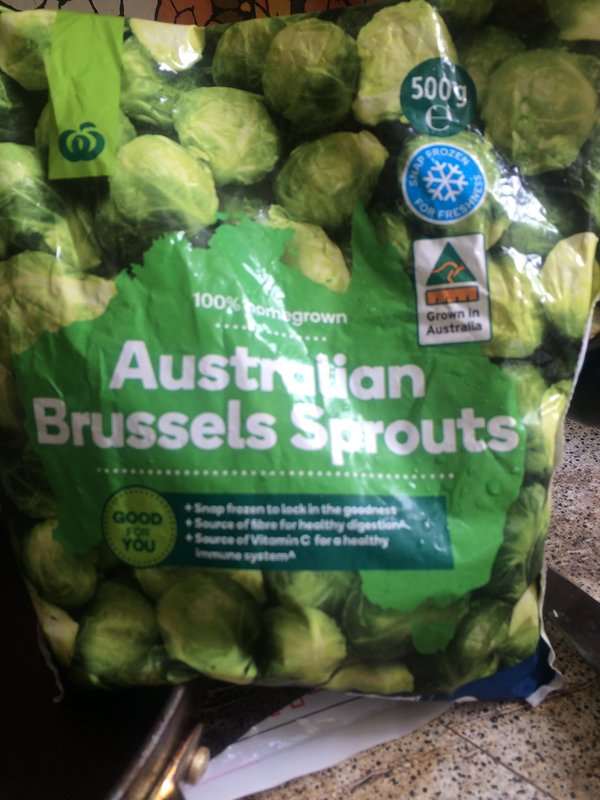 500g
e
SNAP FROZEN
FOR FRESHNESS
Grown in
Australia
100% homegrown
Australian
Brussels Sprouts
GOOD
FOR
YOU
+ Snap frozen to lock in the goodness
+ Source of fibre for healthy digestion^
+ Source of Vitamin C for a healthy
immune system^